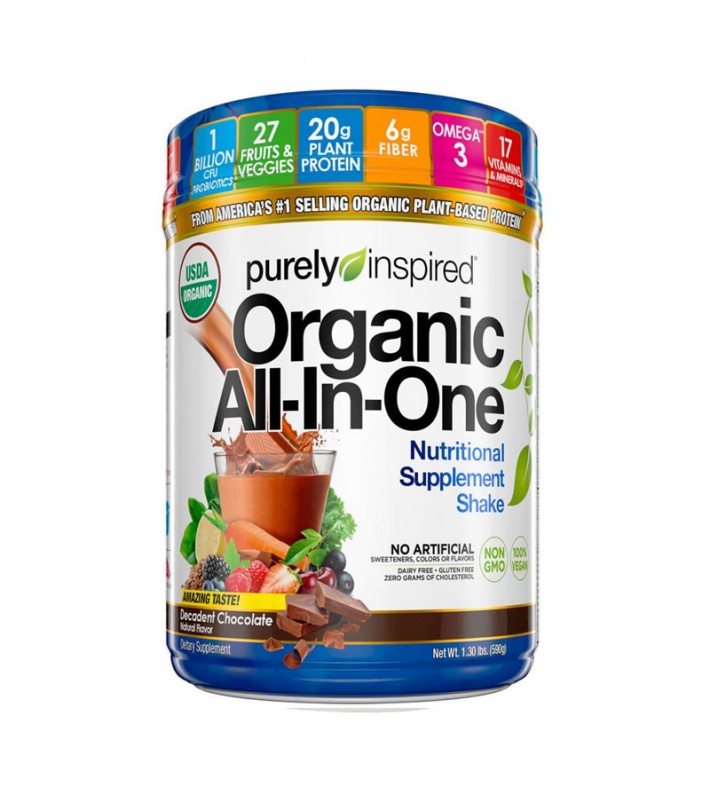 1
BILLION
CFU
PROBIOTICS*
27
FRUITS &
VEGGIES
20g
PLANT
PROTEIN
6g
FIBER
OMEGA™
3
17
VITAMINS
& MINERALS
FROM AMERICA'S #1 SELLING ORGANIC PLANT-BASED PROTEIN
USDA
ORGANIC
purely inspired®
Organic
All-In-One
Nutritional
Supplement
Shake
NO ARTIFICIAL
SWEETENERS, COLORS OR FLAVORS
DAIRY FREE • GLUTEN FREE
ZERO GRAMS OF CHOLESTEROL
NON
GMO
100%
VEGAN
AMAZING TASTE!
Decadent Chocolate
Natural Flavor
Dietary Supplement
Net Wt. 1.30 lbs. (590g)